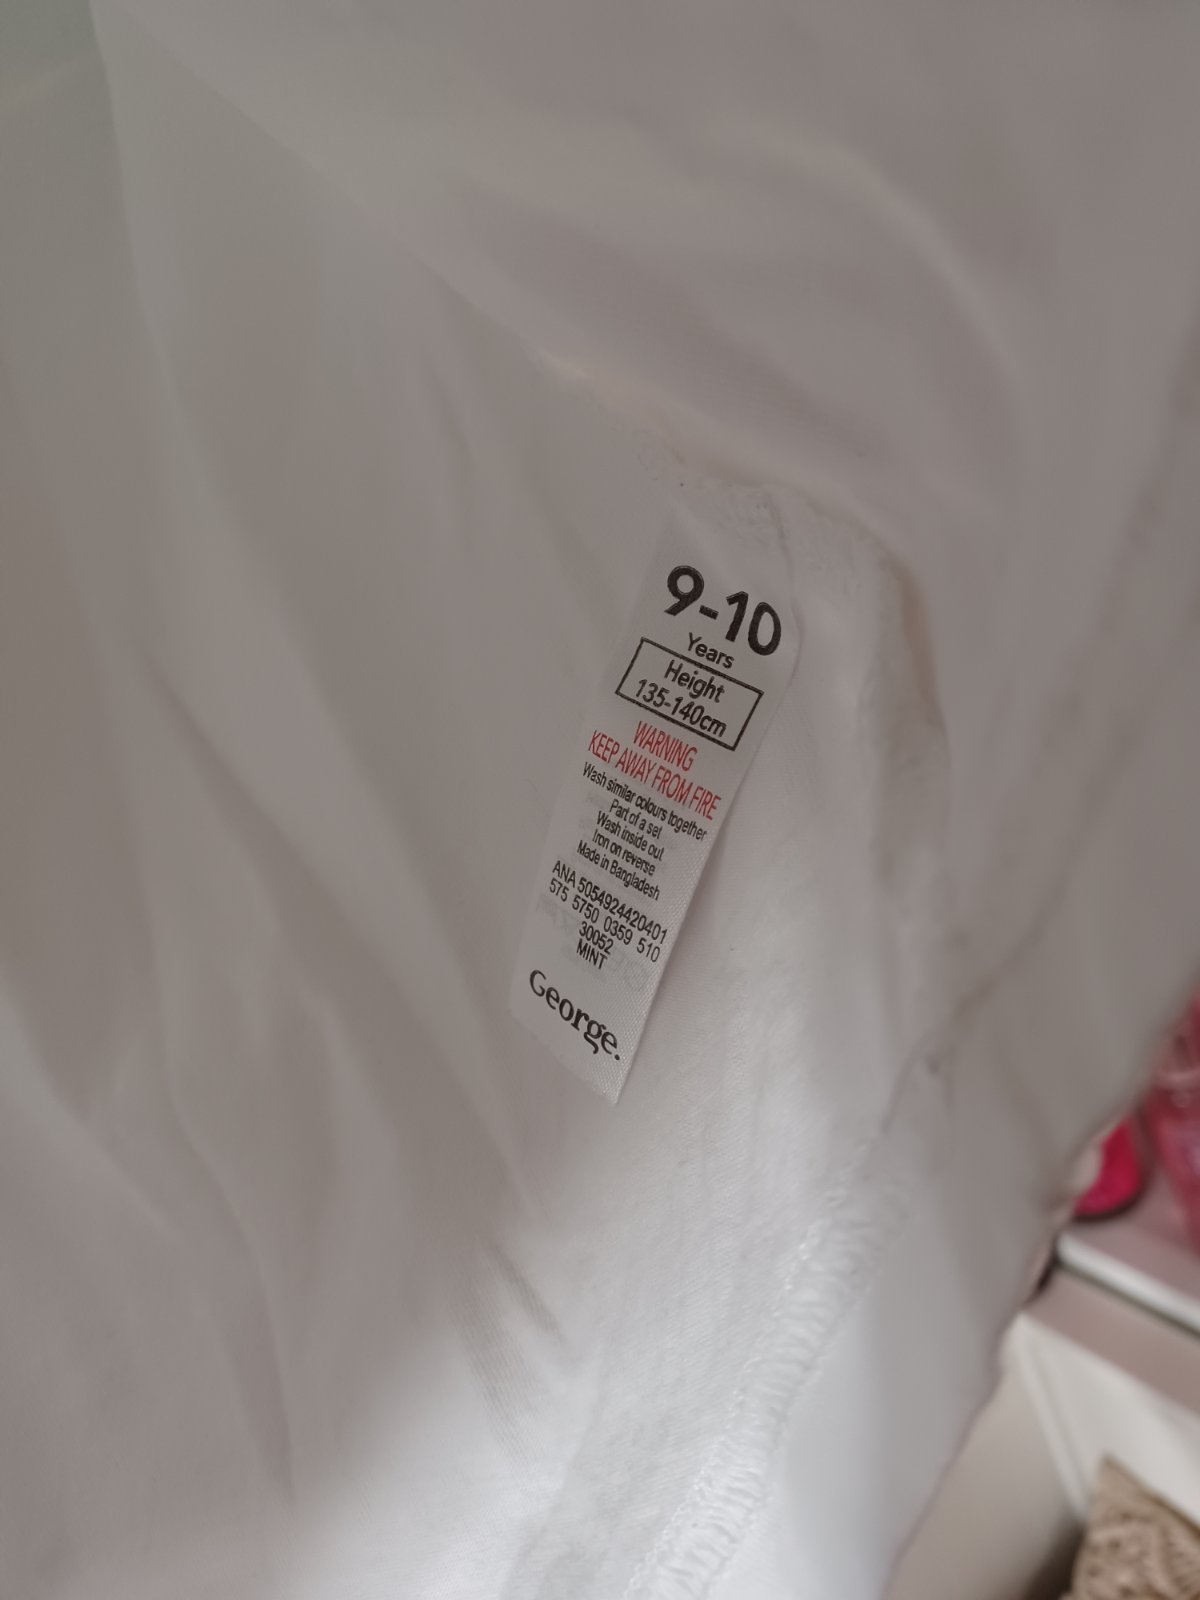 9-10
Years
Height
135-140cm
WARNING
KEEP AWAY FROM FIRE
Wash similar colours together
Part of a set
Wash inside out
Iron on reverse
Made in Bangladesh
ANA 5054924420401
575 5750 0359 510
30052
MINT
George.